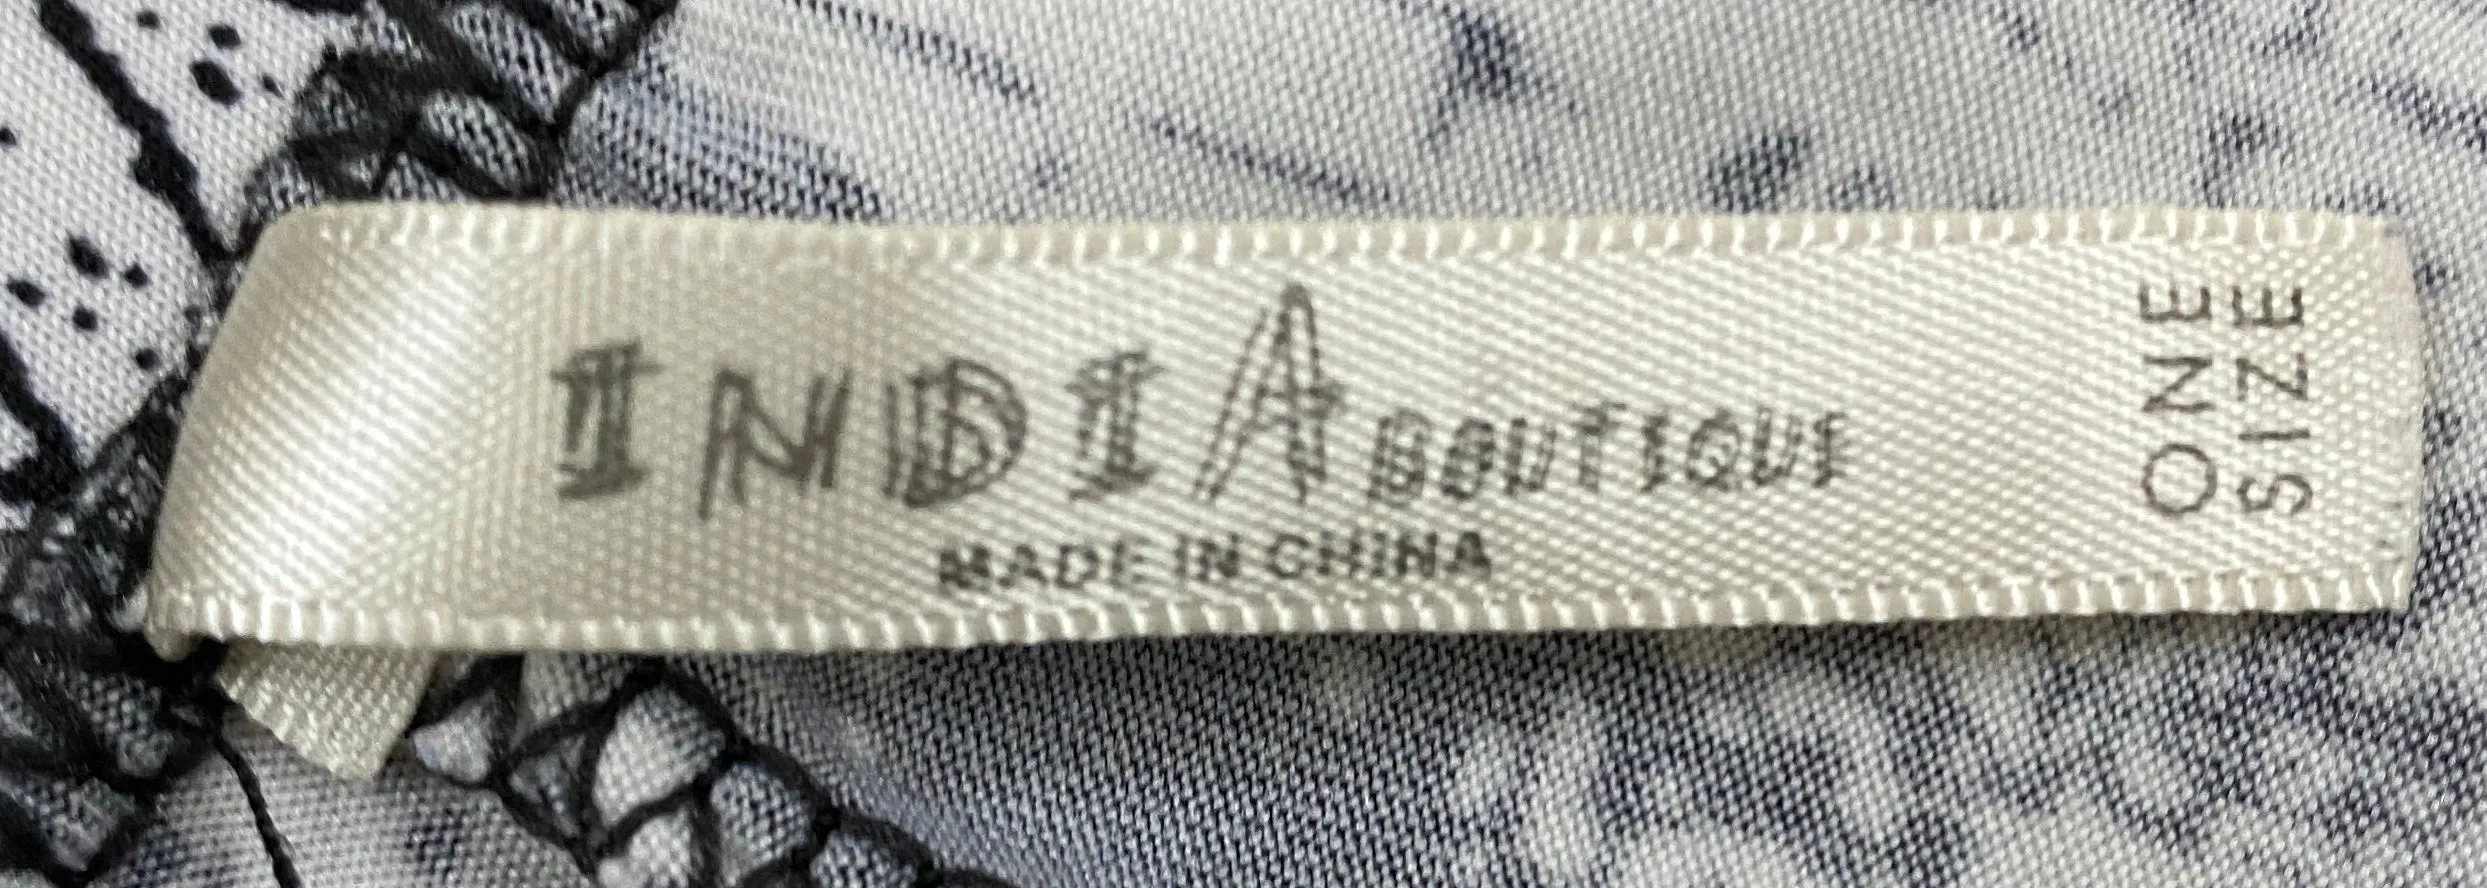 INDIA BOUTIQUE
MADE IN CHINA
ONE
SIZE